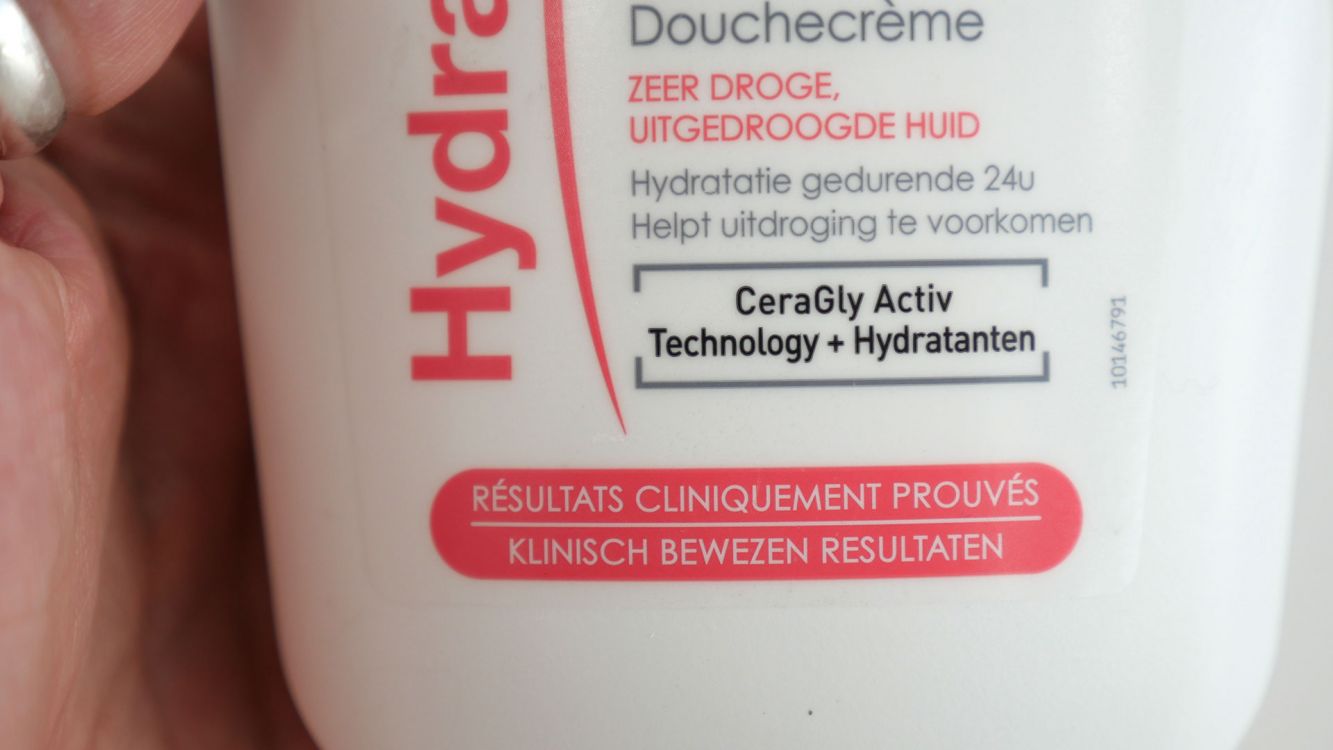 Hydra
Douchecrème
ZEER DROGE,
UITGEDROOGDE HUID
Hydratatie gedurende 24u
Helpt uitdroging te voorkomen
CeraGly Activ
Technology + Hydratanten
10146791
RÉSULTATS CLINIQUEMENT PROUVÉS
KLINISCH BEWEZEN RESULTATEN